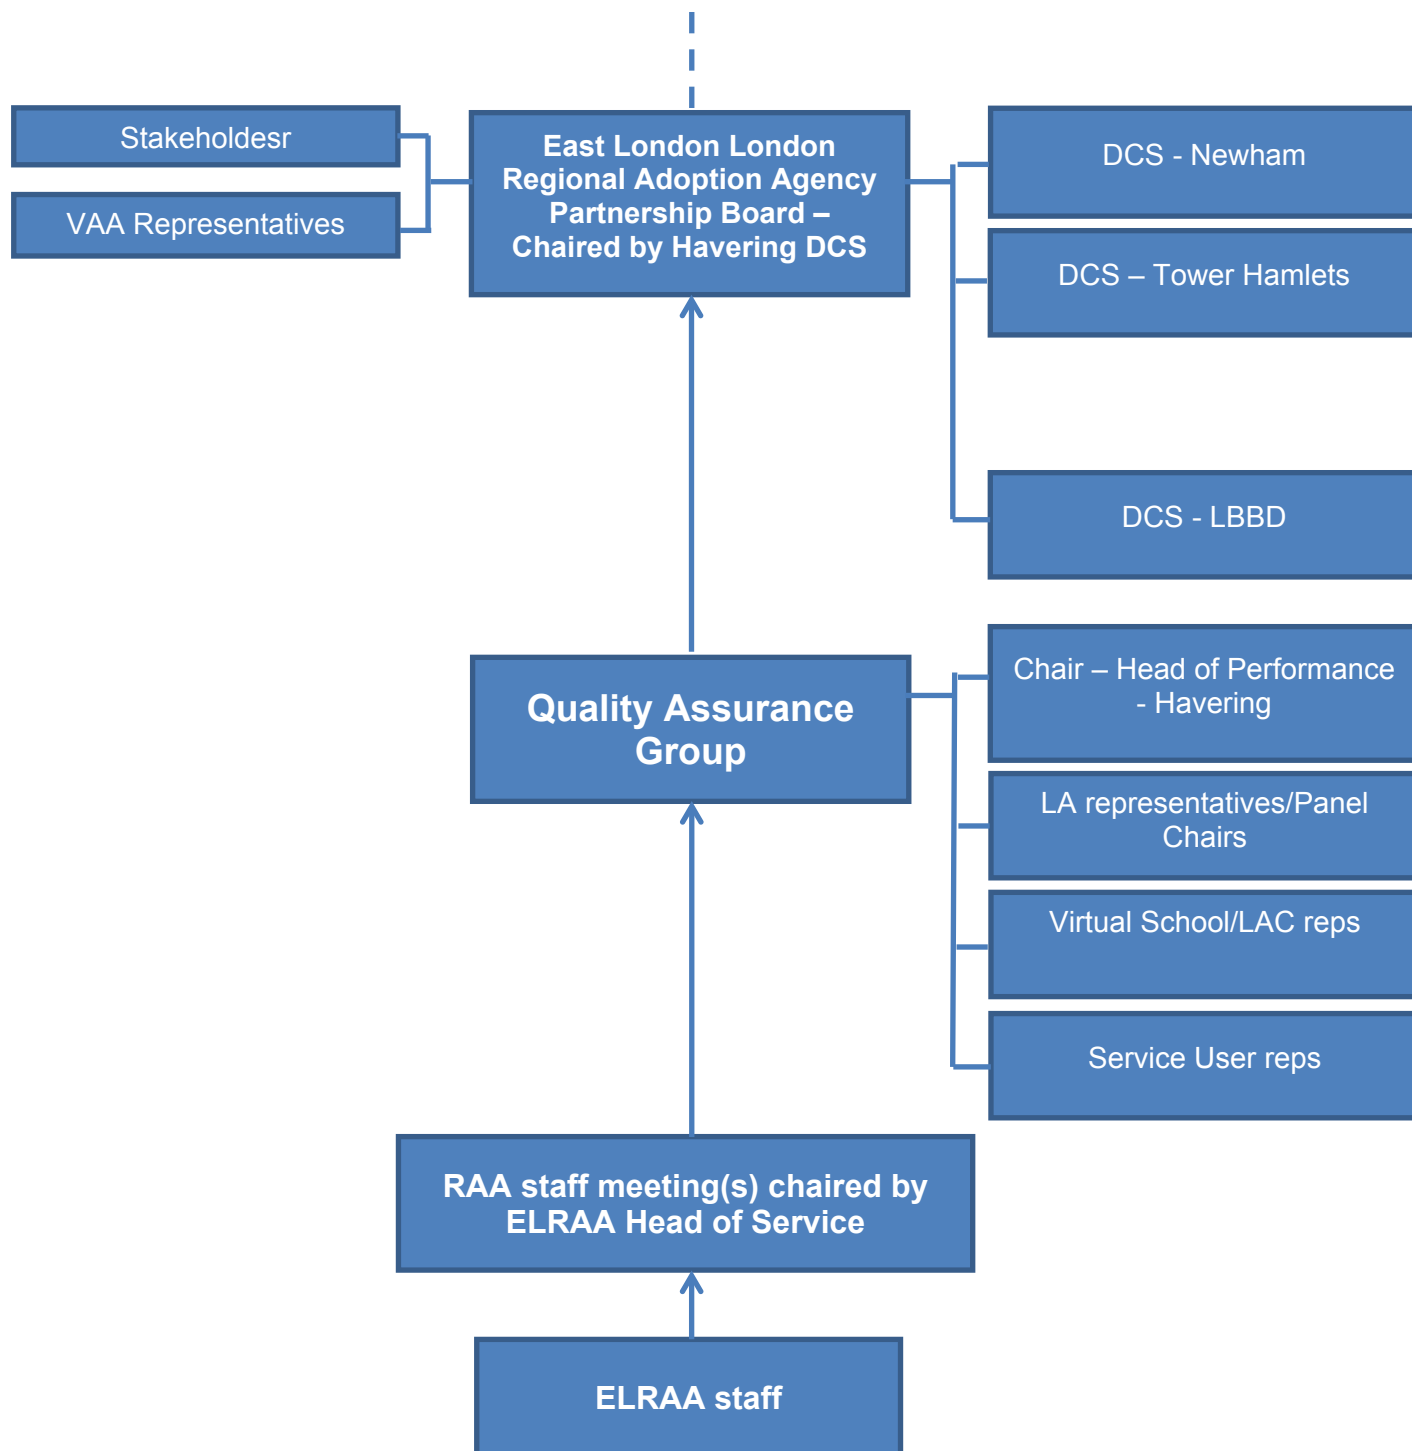 Stakeholdesr
VAA Representatives
East London London
Regional Adoption Agency
Partnership Board –
Chaired by Havering DCS
DCS - Newham
DCS – Tower Hamlets
DCS - LBBD
Quality Assurance
Group
Chair – Head of Performance
- Havering
LA representatives/Panel
Chairs
Virtual School/LAC reps
Service User reps
RAA staff meeting(s) chaired by
ELRAA Head of Service
ELRAA staff